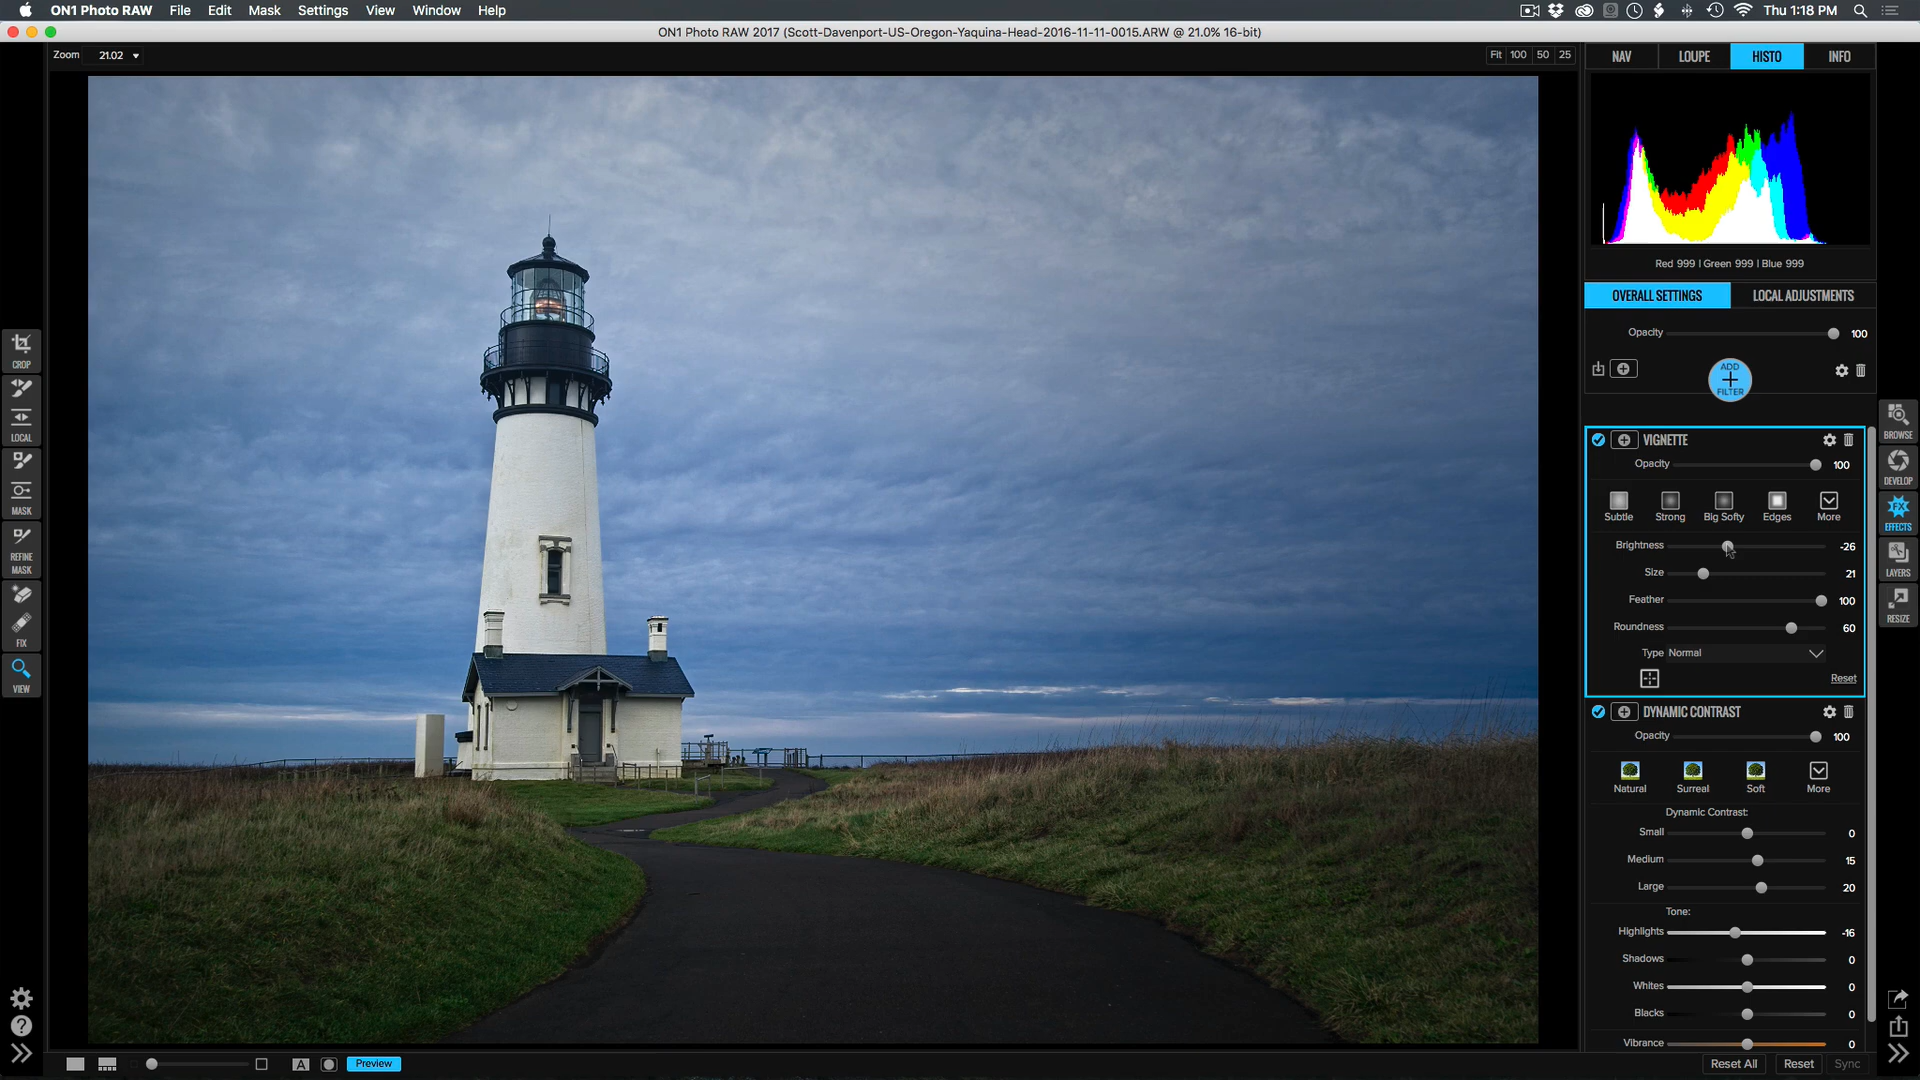 ON1 Photo RAW File Edit Mask Settings View Window Help Thu 1:18 PM
ON1 Photo RAW 2017 (Scott-Davenport-US-Oregon-Yaquina-Head-2016-11-11-0015.ARW @ 21.0% 16-bit)
Zoom 21.02 Fit 100 50 25
NAV LOUPE HISTO INFO
Red 999 | Green 999 | Blue 999
OVERALL SETTINGS LOCAL ADJUSTMENTS
Opacity 100
ADD
FILTER
CROP
LOCAL
MASK
REFINE
MASK
FIX
VIEW
VIGNETTE
Opacity 100
Subtle Strong Big Softy Edges More
Brightness -26
Size 21
Feather 100
Roundness 60
Type Normal
Reset
DYNAMIC CONTRAST
Opacity 100
Natural Surreal Soft More
Dynamic Contrast:
Small 0
Medium 15
Large 20
Tone:
Highlights -16
Shadows 0
Whites 0
Blacks 0
Vibrance 0
BROWSE
DEVELOP
FX
EFFECTS
LAYERS
RESIZE
A Preview Reset All Reset Sync